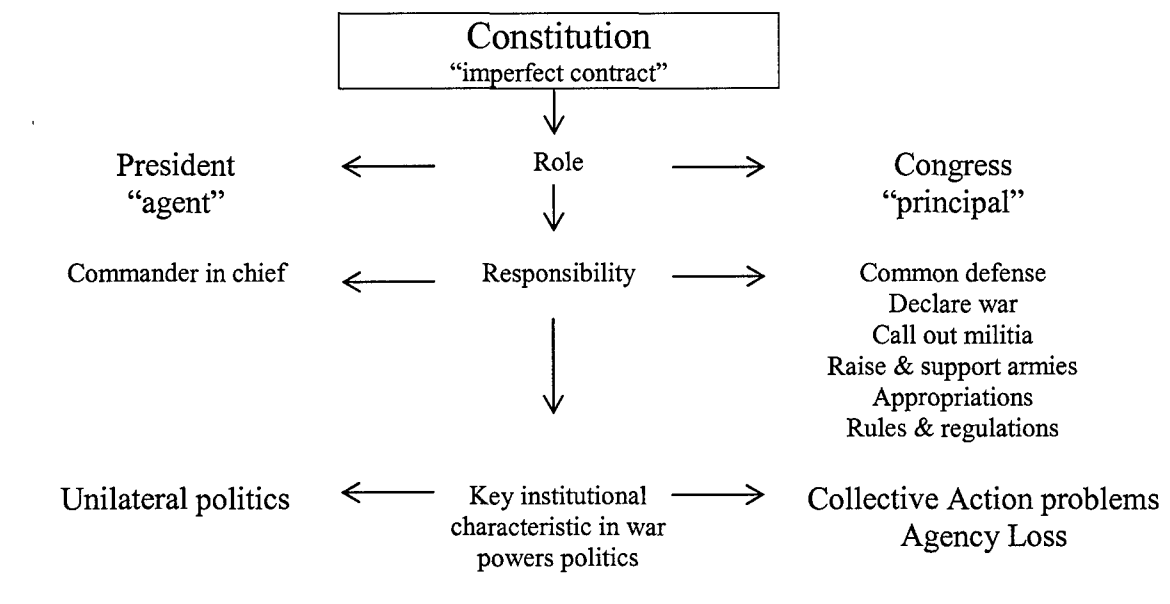 Constitution
“imperfect contract”
President
“agent”
Role
Congress
“principal”
Commander in chief
Responsibility
Common defense
Declare war
Call out militia
Raise & support armies
Appropriations
Rules & regulations
Unilateral politics
Key institutional
characteristic in war
powers politics
Collective Action problems
Agency Loss